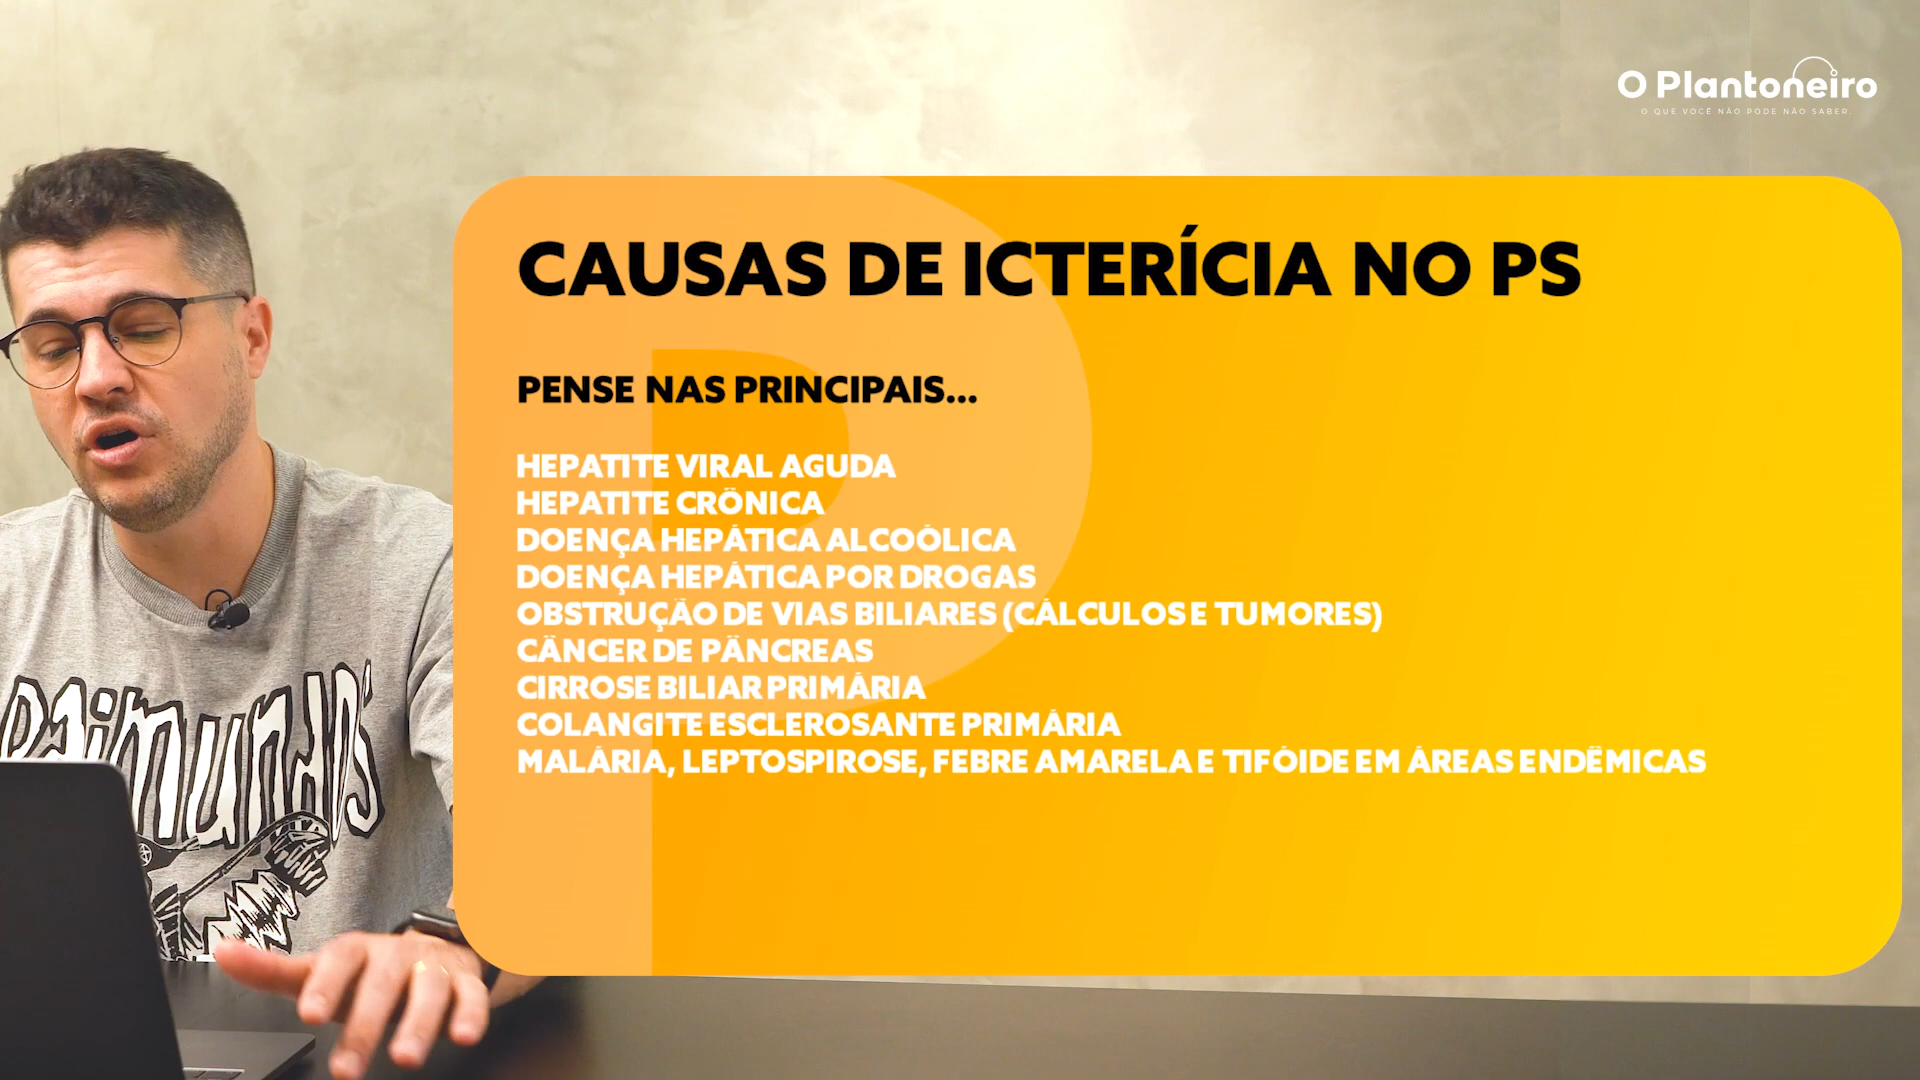 O Plantoneiro
O QUE VOCÊ NÃO PODE NÃO SABER.
CAUSAS DE ICTERÍCIA NO PS
PENSE NAS PRINCIPAIS...
HEPATITE VIRAL AGUDA
HEPATITE CRÔNICA
DOENÇA HEPÁTICA ALCOÓLICA
DOENÇA HEPÁTICA POR DROGAS
OBSTRUÇÃO DE VIAS BILIARES (CÁLCULOS E TUMORES)
CÂNCER DE PÂNCREAS
CIRROSE BILIAR PRIMÁRIA
COLANGITE ESCLEROSANTE PRIMÁRIA
MALÁRIA, LEPTOSPIROSE, FEBRE AMARELA E TIFÓIDE EM ÁREAS ENDÊMICAS
Raimundos